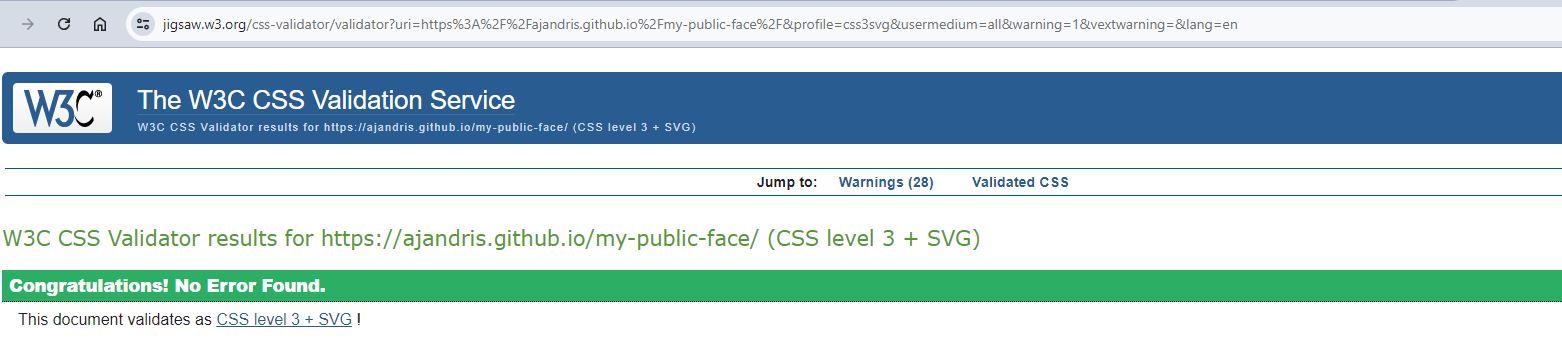 jigsaw.w3.org/css-validator/validator?uri=https%3A%2F%2Fajandris.github.io%2Fmy-public-face%2F&profile=css3svg&usermedium=all&warning=1&vextwarning=&lang=en
W3C®
The W3C CSS Validation Service
W3C CSS Validator results for https://ajandris.github.io/my-public-face/ (CSS level 3 + SVG)
Jump to: Warnings (28) Validated CSS
W3C CSS Validator results for https://ajandris.github.io/my-public-face/ (CSS level 3 + SVG)
Congratulations! No Error Found.
This document validates as CSS level 3 + SVG !